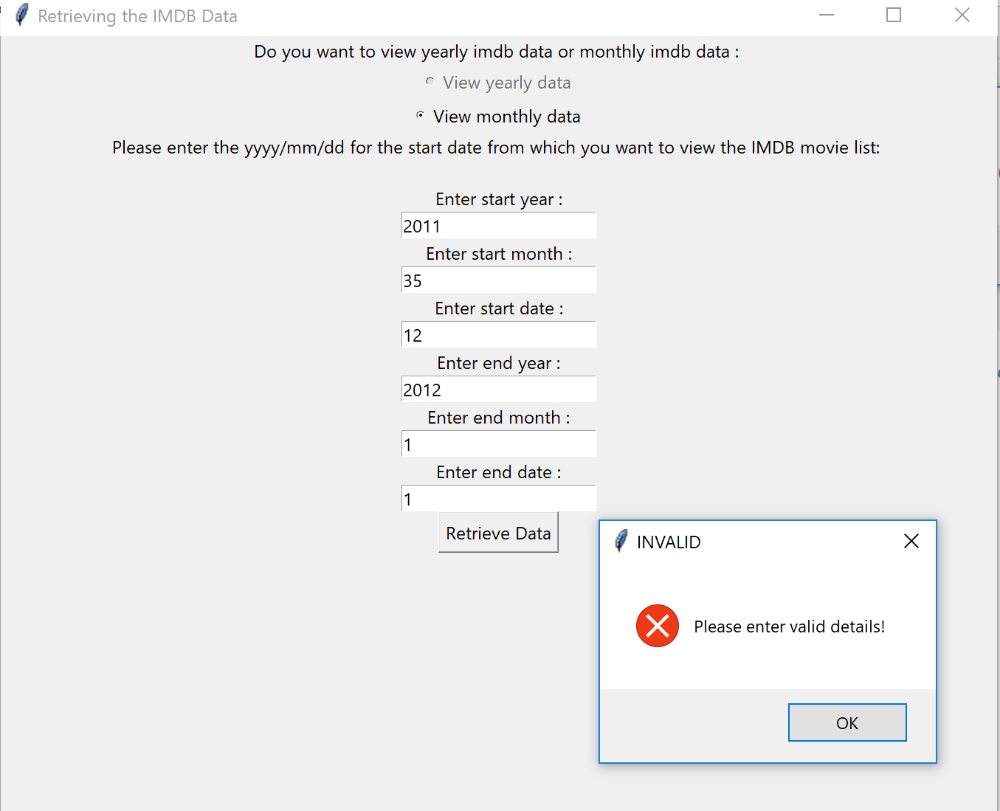 Retrieving the IMDB Data
Do you want to view yearly imdb data or monthly imdb data :
View yearly data
View monthly data
Please enter the yyyy/mm/dd for the start date from which you want to view the IMDB movie list:
Enter start year :
2011
Enter start month :
35
Enter start date :
12
Enter end year :
2012
Enter end month :
1
Enter end date :
1
Retrieve Data
INVALID
Please enter valid details!
OK